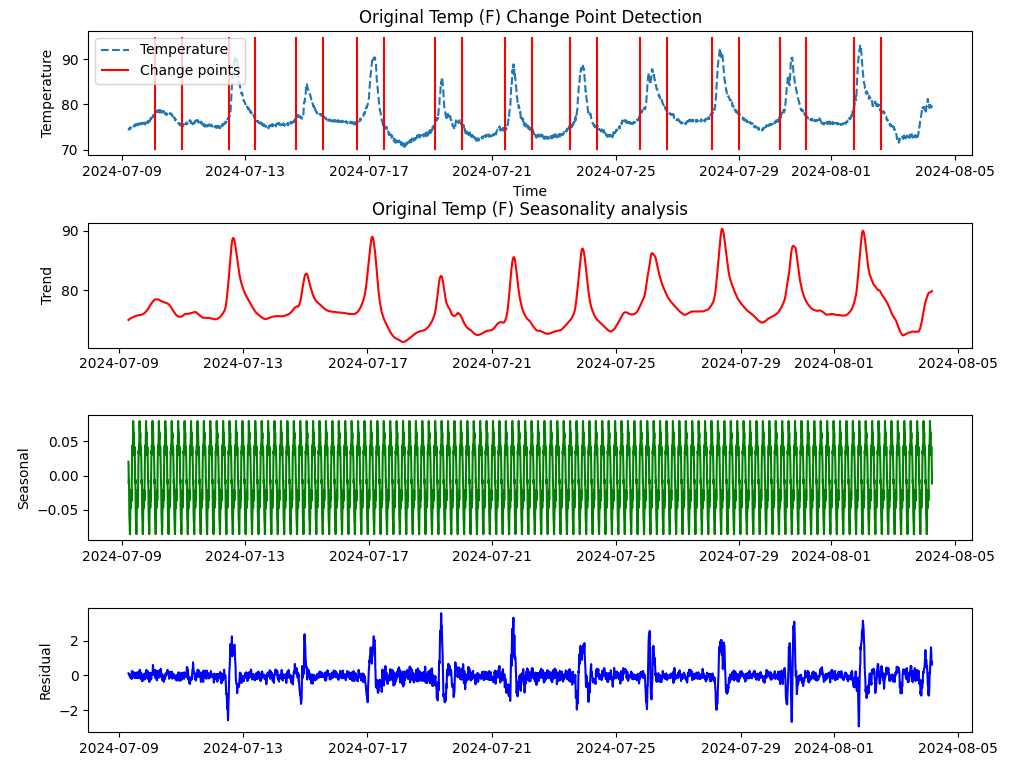 Original Temp (F) Change Point Detection
Temperature
90
80
70
Temperature
Change points
2024-07-09 2024-07-13 2024-07-17 2024-07-21 2024-07-25 2024-07-29 2024-08-01 2024-08-05
Time
Original Temp (F) Seasonality analysis
Trend
90
80
2024-07-09 2024-07-13 2024-07-17 2024-07-21 2024-07-25 2024-07-29 2024-08-01 2024-08-05
Seasonal
0.05
0.00
−0.05
2024-07-09 2024-07-13 2024-07-17 2024-07-21 2024-07-25 2024-07-29 2024-08-01 2024-08-05
Residual
2
0
−2
2024-07-09 2024-07-13 2024-07-17 2024-07-21 2024-07-25 2024-07-29 2024-08-01 2024-08-05